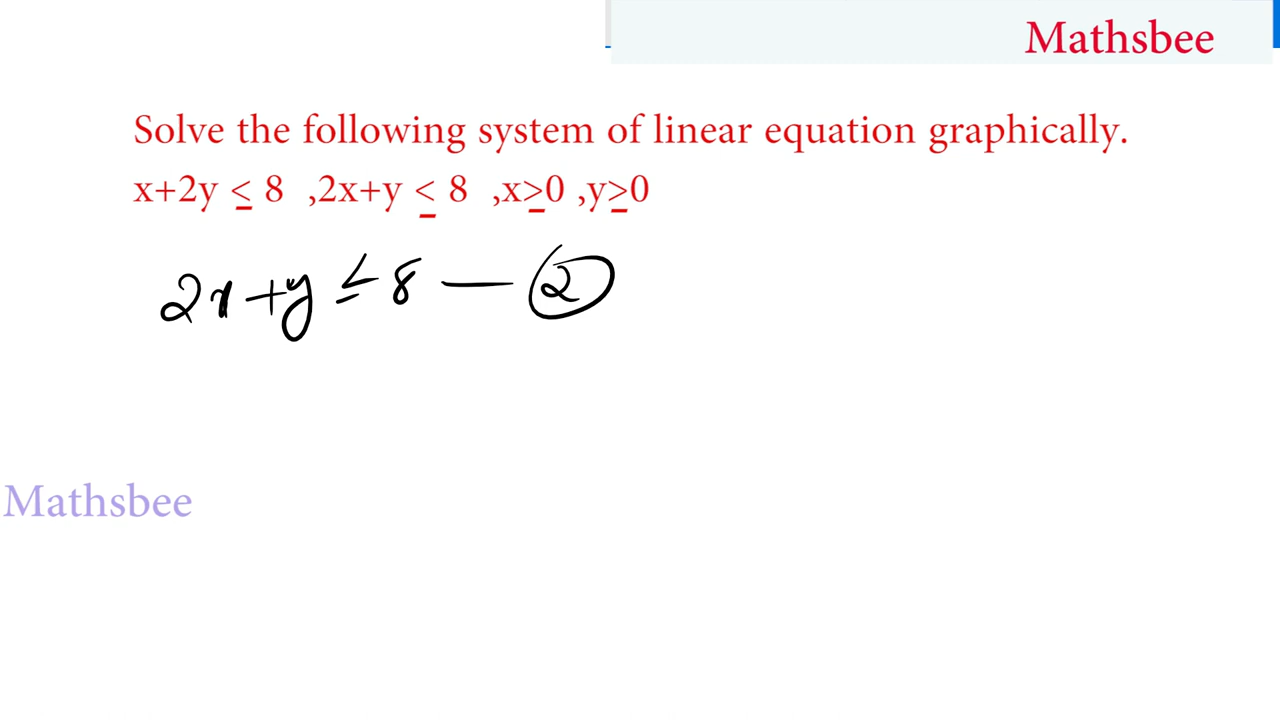 Mathsbee
Solve the following system of linear equation graphically.
x+2y ≤ 8 ,2x+y ≤ 8 ,x≥0 ,y≥0
2x+y ≤ 8 — ②
Mathsbee